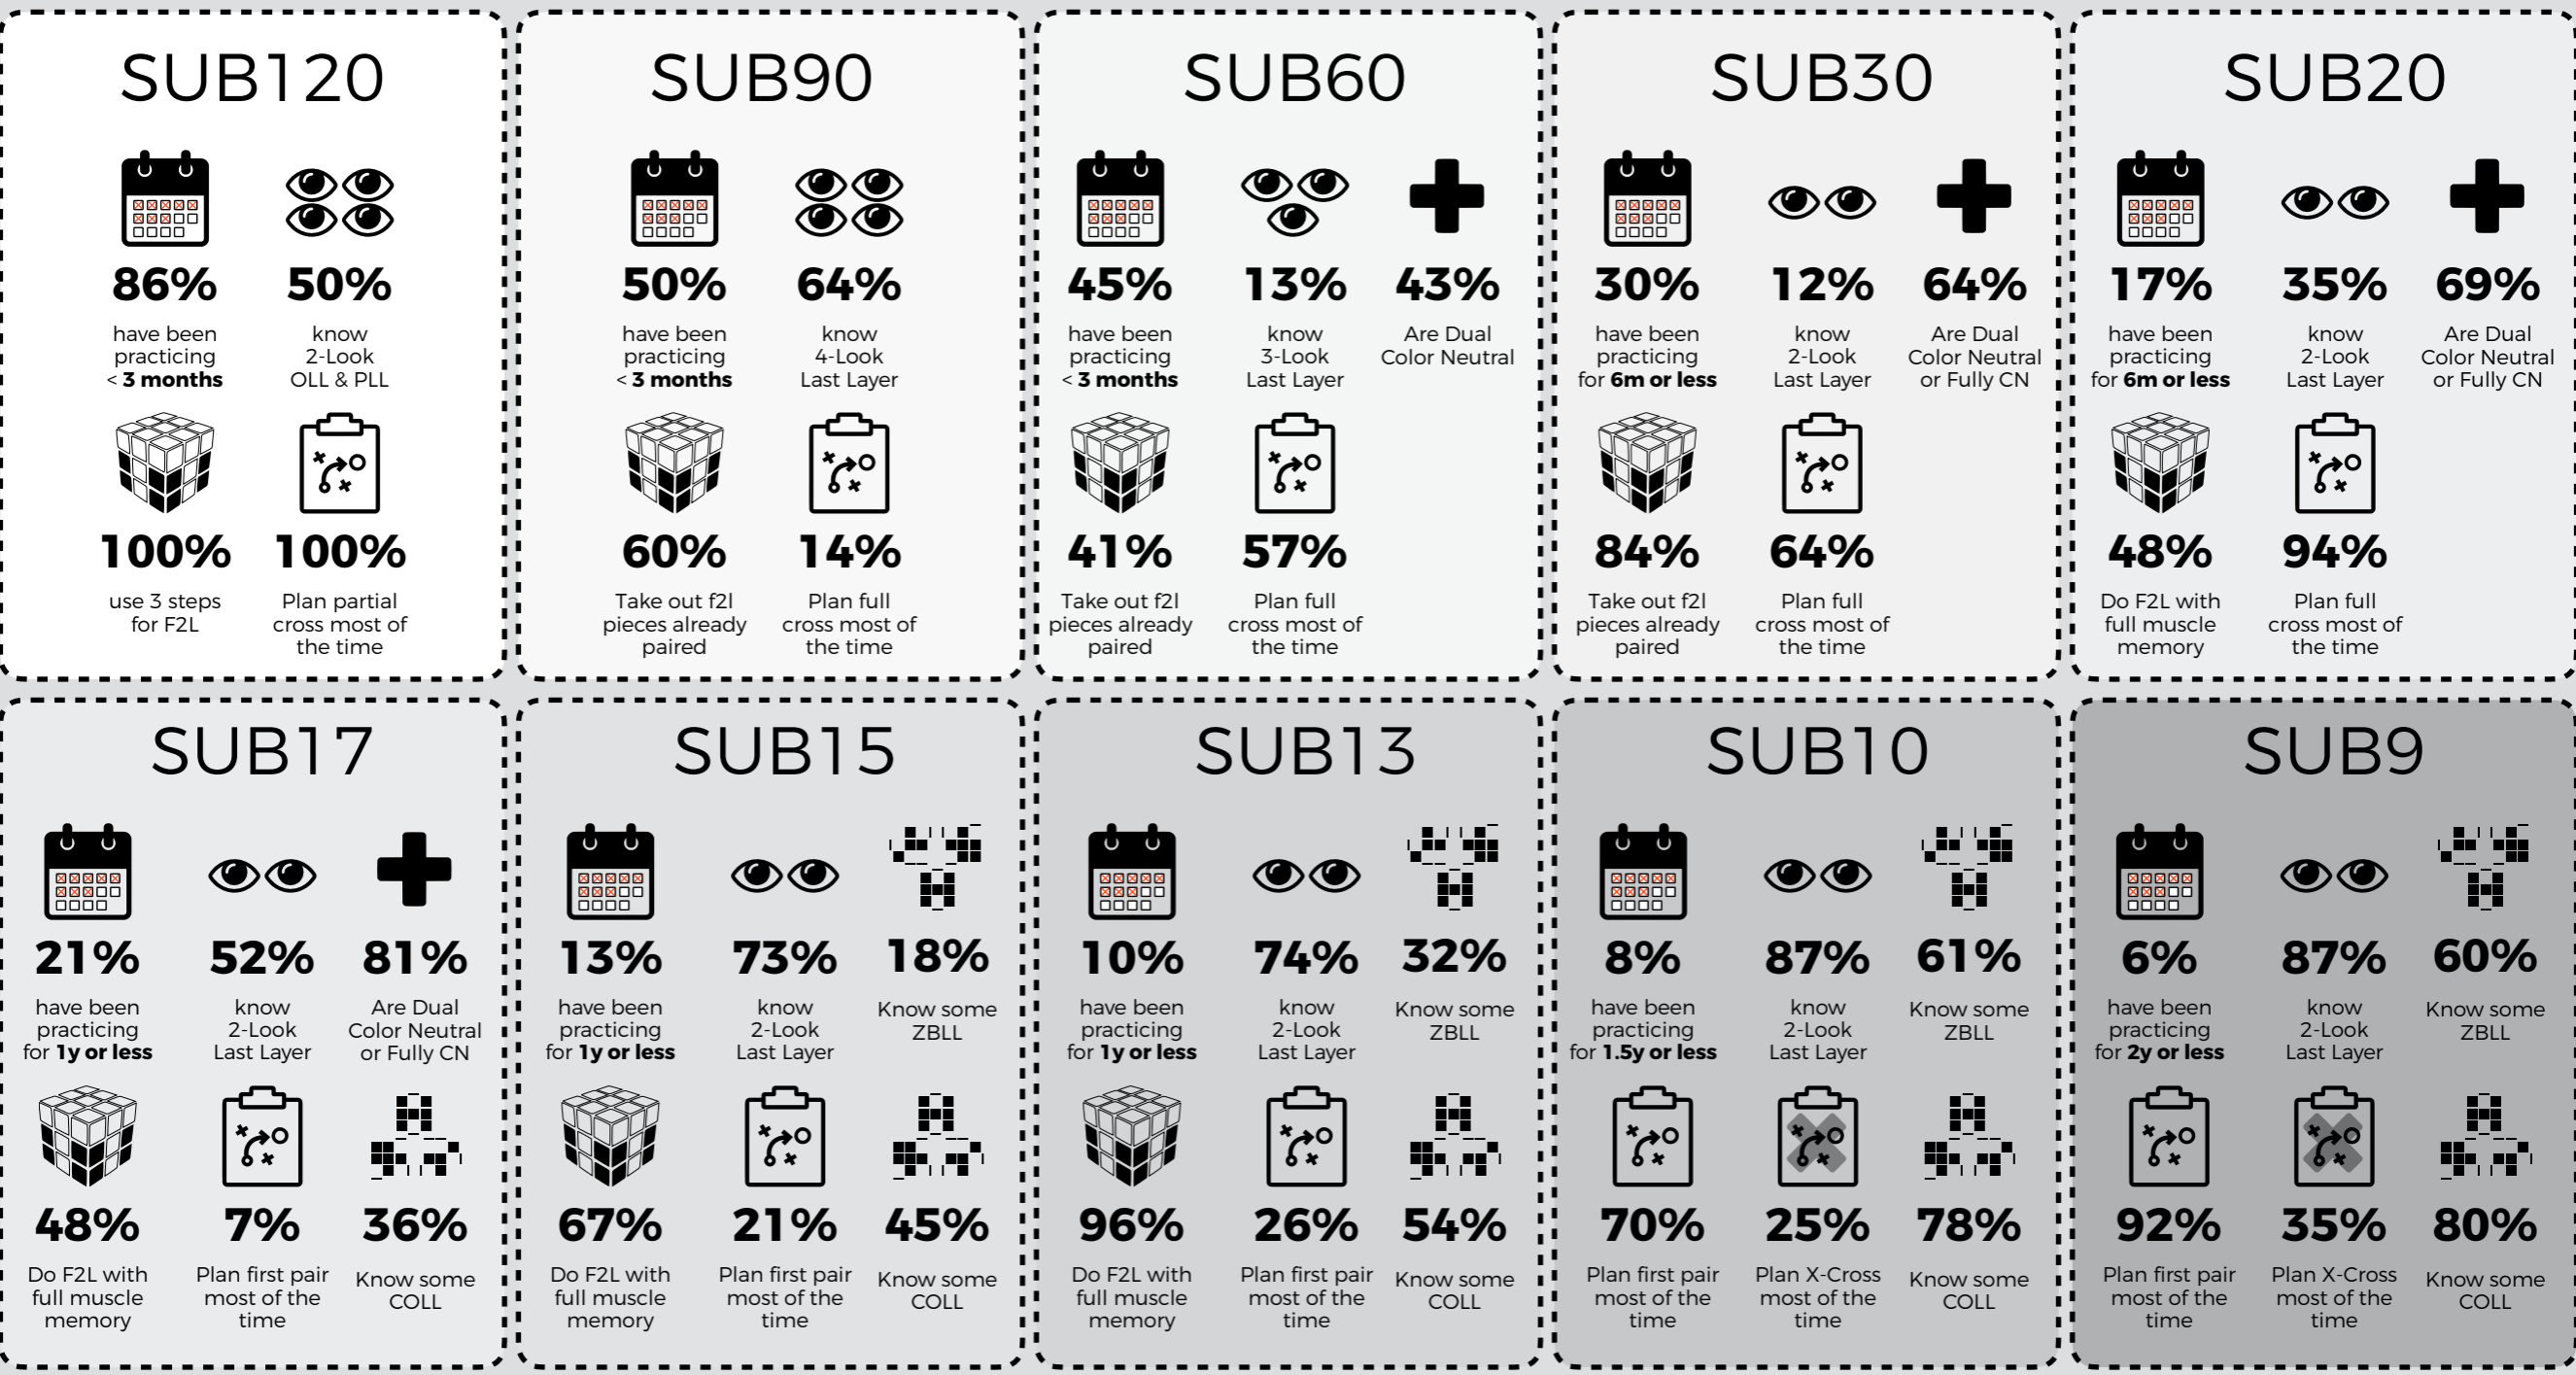 SUB120
86%
have been
practicing
< 3 months
50%
know
2-Look
OLL & PLL
100%
use 3 steps
for F2L
100%
Plan partial
cross most of
the time
SUB90
50%
have been
practicing
< 3 months
64%
know
4-Look
Last Layer
60%
Take out f2l
pieces already
paired
14%
Plan full
cross most of
the time
SUB60
45%
have been
practicing
< 3 months
13%
know
3-Look
Last Layer
43%
Are Dual
Color Neutral
41%
Take out f2l
pieces already
paired
57%
Plan full
cross most of
the time
SUB30
30%
have been
practicing
for 6m or less
12%
know
2-Look
Last Layer
64%
Are Dual
Color Neutral
or Fully CN
84%
Take out f2l
pieces already
paired
64%
Plan full
cross most of
the time
SUB20
17%
have been
practicing
for 6m or less
35%
know
2-Look
Last Layer
69%
Are Dual
Color Neutral
or Fully CN
48%
Do F2L with
full muscle
memory
94%
Plan full
cross most of
the time
SUB17
21%
have been
practicing
for 1y or less
52%
know
2-Look
Last Layer
81%
Are Dual
Color Neutral
or Fully CN
48%
Do F2L with
full muscle
memory
7%
Plan first pair
most of the
time
36%
Know some
COLL
SUB15
13%
have been
practicing
for 1y or less
73%
know
2-Look
Last Layer
18%
Know some
ZBLL
67%
Do F2L with
full muscle
memory
21%
Plan first pair
most of the
time
45%
Know some
COLL
SUB13
10%
have been
practicing
for 1y or less
74%
know
2-Look
Last Layer
32%
Know some
ZBLL
96%
Do F2L with
full muscle
memory
26%
Plan first pair
most of the
time
54%
Know some
COLL
SUB10
8%
have been
practicing
for 1.5y or less
87%
know
2-Look
Last Layer
61%
Know some
ZBLL
70%
Plan first pair
most of the
time
25%
Plan X-Cross
most of the
time
78%
Know some
COLL
SUB9
6%
have been
practicing
for 2y or less
87%
know
2-Look
Last Layer
60%
Know some
ZBLL
92%
Plan first pair
most of the
time
35%
Plan X-Cross
most of the
time
80%
Know some
COLL